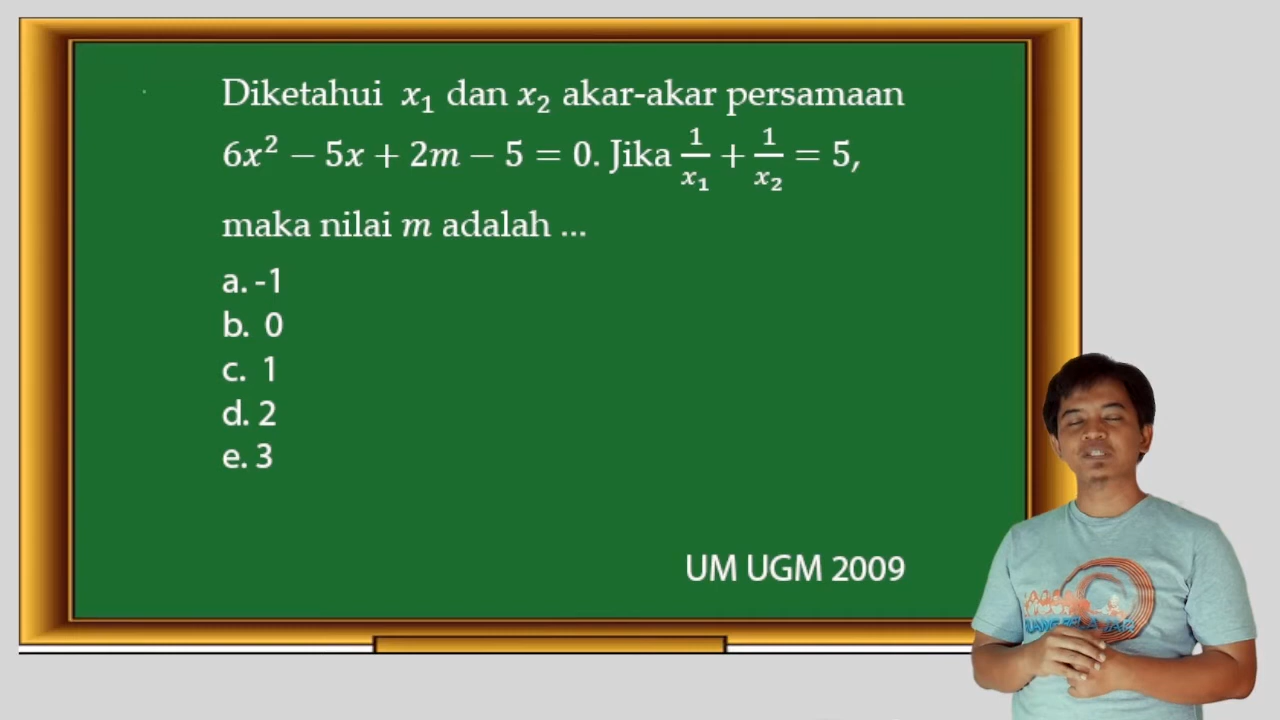 Diketahui x₁ dan x₂ akar-akar persamaan
6x² − 5x + 2m − 5 = 0. Jika 1/x₁ + 1/x₂ = 5,
maka nilai m adalah ...
a. -1
b. 0
c. 1
d. 2
e. 3
UM UGM 2009